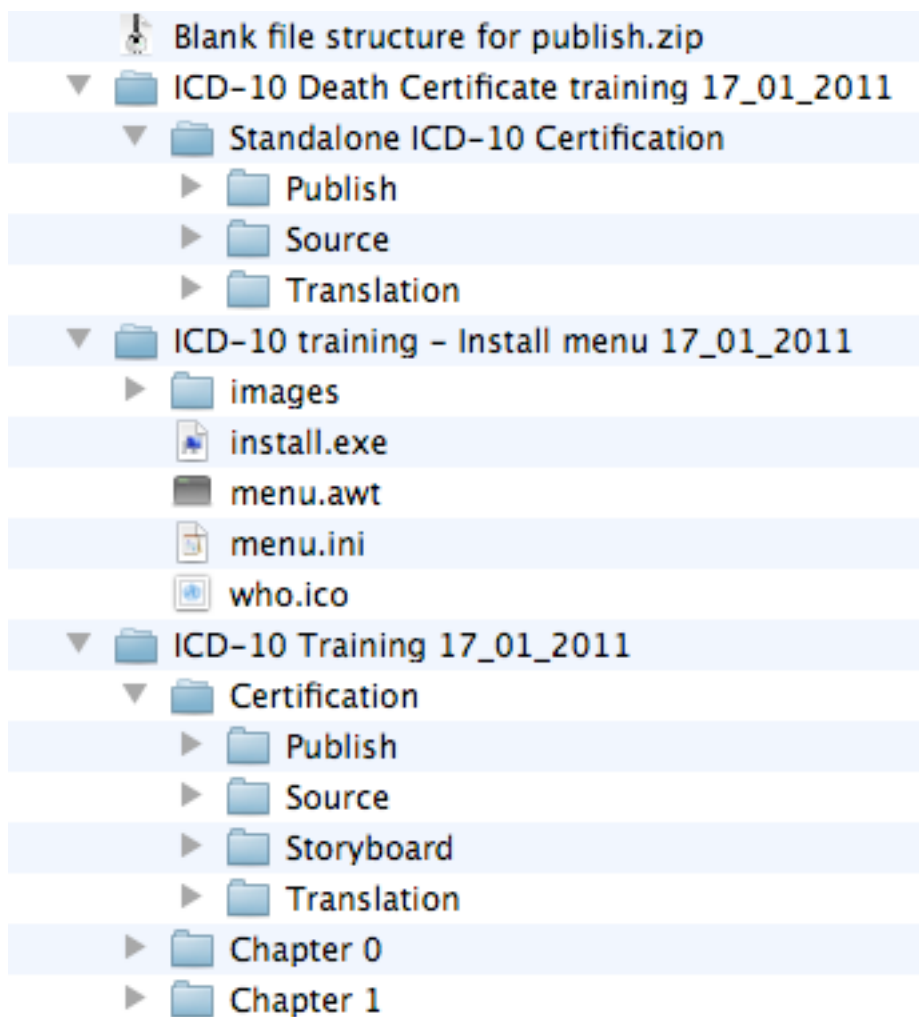 Blank file structure for publish.zip
ICD-10 Death Certificate training 17_01_2011
Standalone ICD-10 Certification
Publish
Source
Translation
ICD-10 training - Install menu 17_01_2011
images
install.exe
menu.awt
menu.ini
who.ico
ICD-10 Training 17_01_2011
Certification
Publish
Source
Storyboard
Translation
Chapter 0
Chapter 1